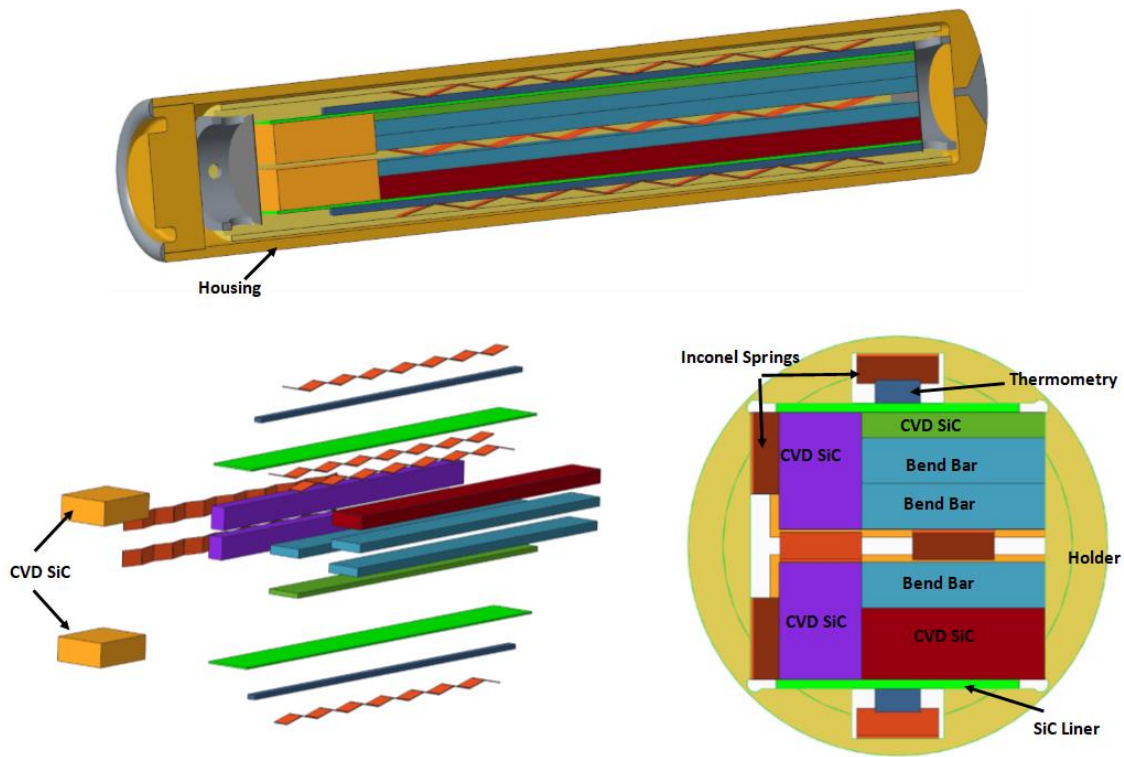 Housing
Inconel Springs
Thermometry
CVD SiC
CVD SiC
Bend Bar
Bend Bar
Holder
Bend Bar
CVD SiC
CVD SiC
SiC Liner
CVD SiC